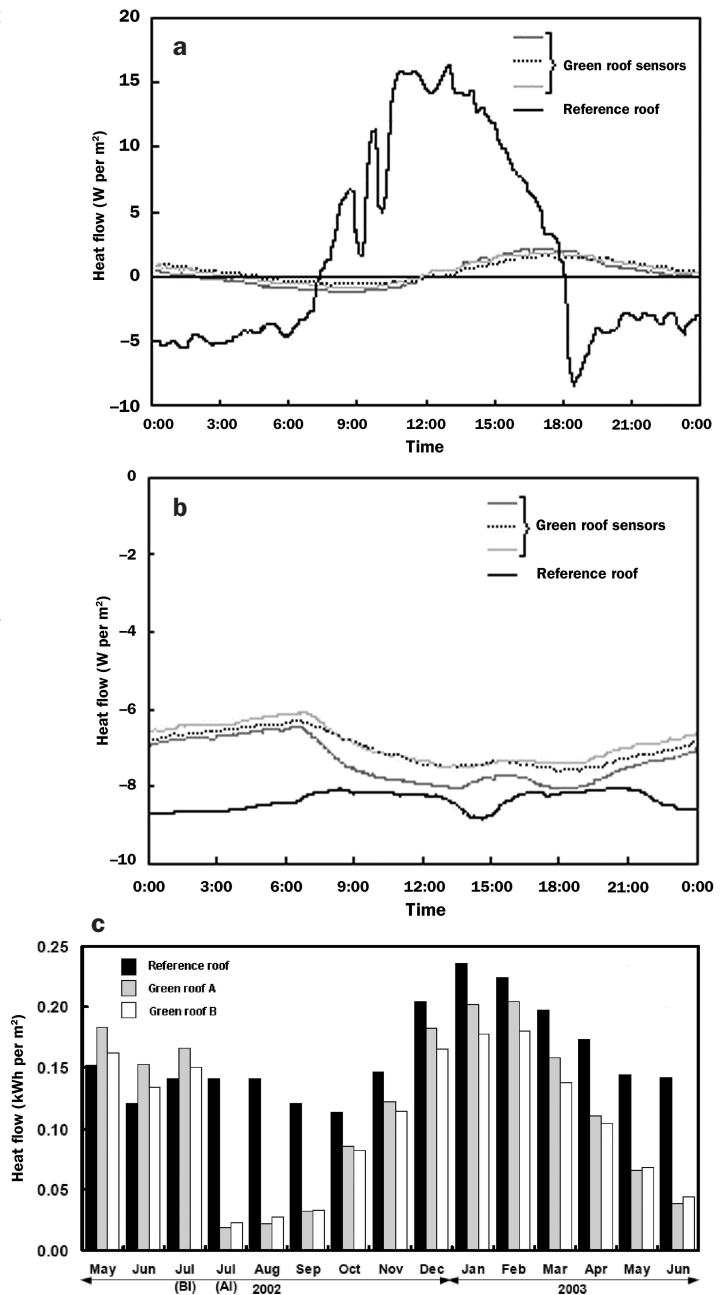 a
20
15
10
5
0
−5
−10
Heat flow (W per m²)
Green roof sensors
Reference roof
0:00 3:00 6:00 9:00 12:00 15:00 18:00 21:00 0:00
Time
b
0
−2
−4
−6
−8
−10
Heat flow (W per m²)
Green roof sensors
Reference roof
0:00 3:00 6:00 9:00 12:00 15:00 18:00 21:00 0:00
Time
c
0.25
0.20
0.15
0.10
0.05
0.00
Heat flow (kWh per m²)
Reference roof
Green roof A
Green roof B
May Jun Jul Jul Aug Sep Oct Nov Dec Jan Feb Mar Apr May Jun
(BI) (AI) 2002 2003